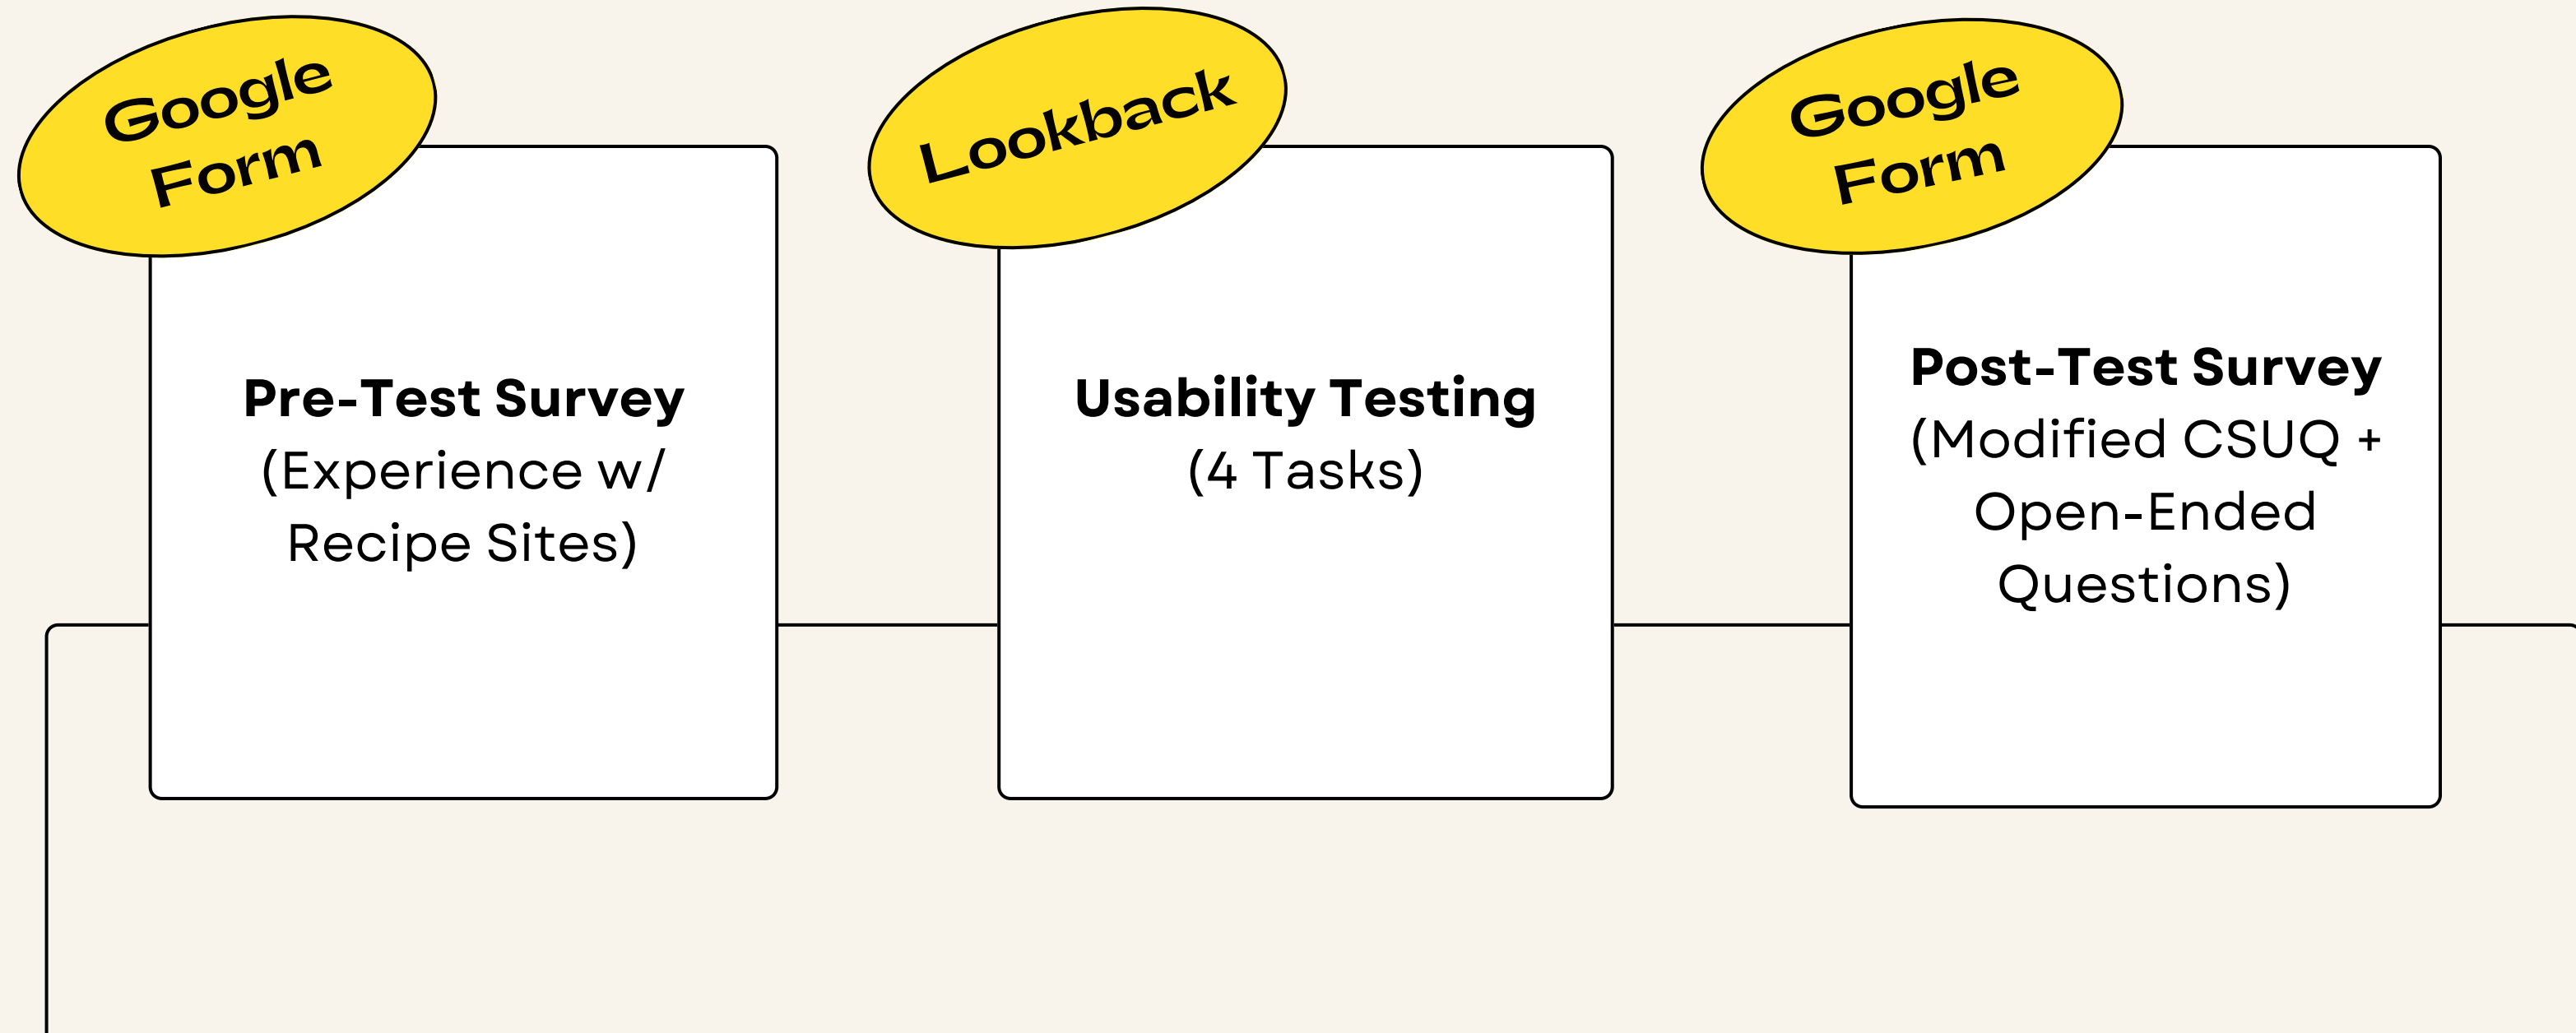 Google
Form
Pre-Test Survey
(Experience w/
Recipe Sites)
Lookback
Usability Testing
(4 Tasks)
Google
Form
Post-Test Survey
(Modified CSUQ +
Open-Ended
Questions)